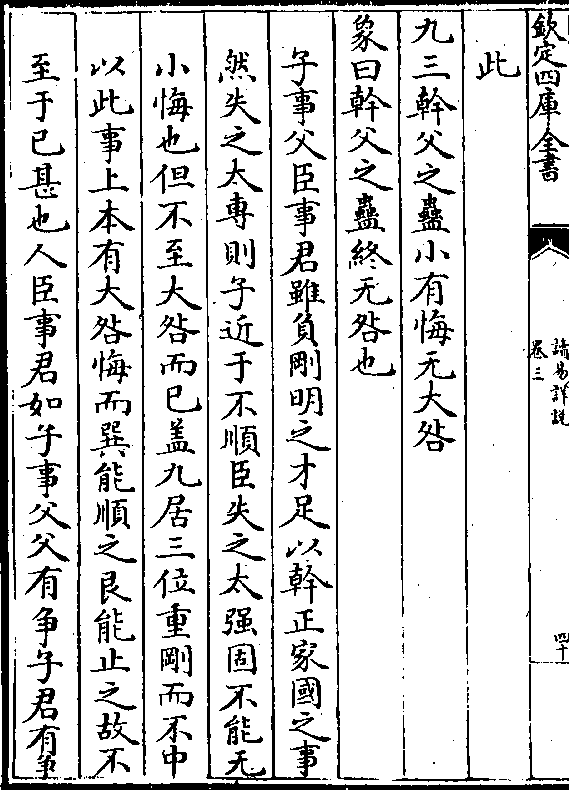 欽定四庫全書
讀易詳說
卷三
四十
此
九三幹父之蠱小有悔无大咎
象曰幹父之蠱終无咎也
子事父臣事君雖負剛明之才足以幹正家國之事
然失之太專則子近于不順臣失之太强固不能无
小悔也但不至大咎而已盖九居三位重剛而不中
以此事上本有大咎悔而巽能順之艮能止之故不
至于已甚也人臣事君如子事父父有争子君有争